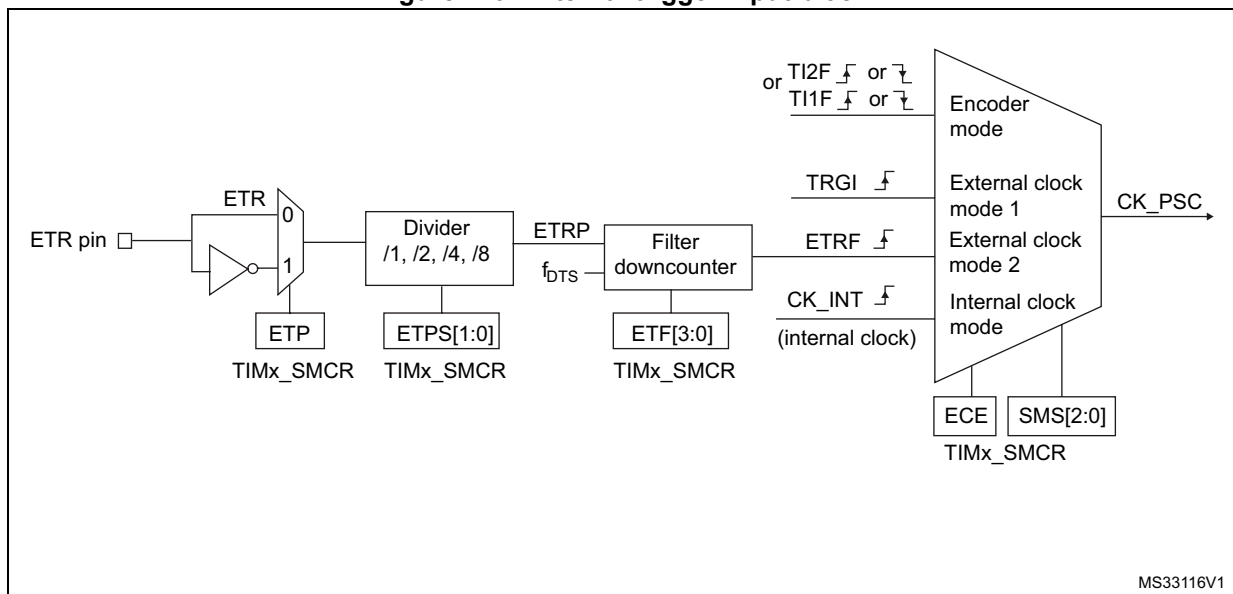 or TI2F or
TI1F or
Encoder
mode
TRGI
External clock
mode 1
CK_PSC
ETR
0
ETR pin
1
Divider
/1, /2, /4, /8
ETRP
f DTS
Filter
downcounter
ETRF
External clock
mode 2
CK_INT
(internal clock)
Internal clock
mode
ETP
TIMx_SMCR
ETPS[1:0]
TIMx_SMCR
ETF[3:0]
TIMx_SMCR
ECE
SMS[2:0]
TIMx_SMCR
MS33116V1